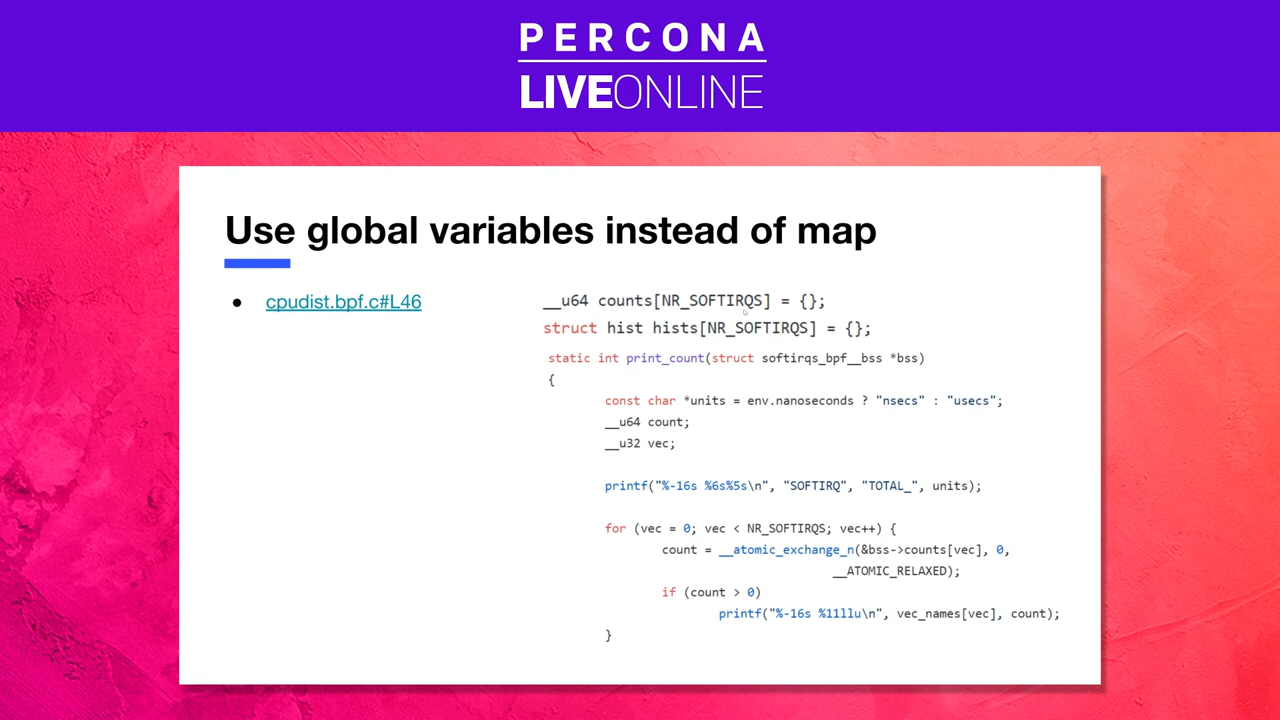 PERCONA
LIVEONLINE
Use global variables instead of map
● cpudist.bpf.c#L46
__u64 counts[NR_SOFTIRQS] = {};
struct hist hists[NR_SOFTIRQS] = {};
static int print_count(struct softirqs_bpf__bss *bss)
{
const char *units = env.nanoseconds ? "nsecs" : "usecs";
__u64 count;
__u32 vec;
printf("%-16s %6s%5s\n", "SOFTIRQ", "TOTAL_", units);
for (vec = 0; vec < NR_SOFTIRQS; vec++) {
count = __atomic_exchange_n(&bss->counts[vec], 0,
__ATOMIC_RELAXED);
if (count > 0)
printf("%-16s %11llu\n", vec_names[vec], count);
}